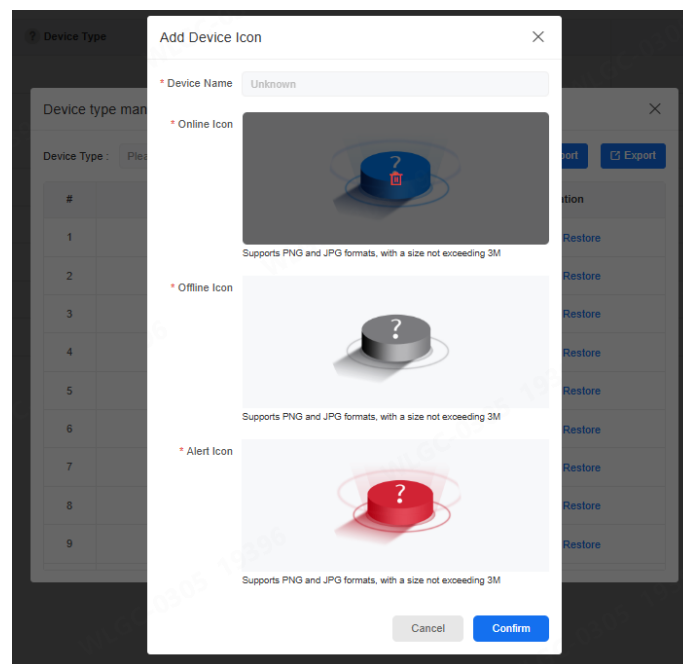 ? Device Type
Add Device Icon
* Device Name
Unknown
Device type man
* Online Icon
?
Device Type :
Plea
port
Export
#
ation
1
Restore
Supports PNG and JPG formats, with a size not exceeding 3M
2
Restore
* Offline Icon
3
Restore
?
4
Restore
5
Restore
Supports PNG and JPG formats, with a size not exceeding 3M
6
Restore
* Alert Icon
7
Restore
?
8
Restore
9
Restore
Supports PNG and JPG formats, with a size not exceeding 3M
Cancel
Confirm